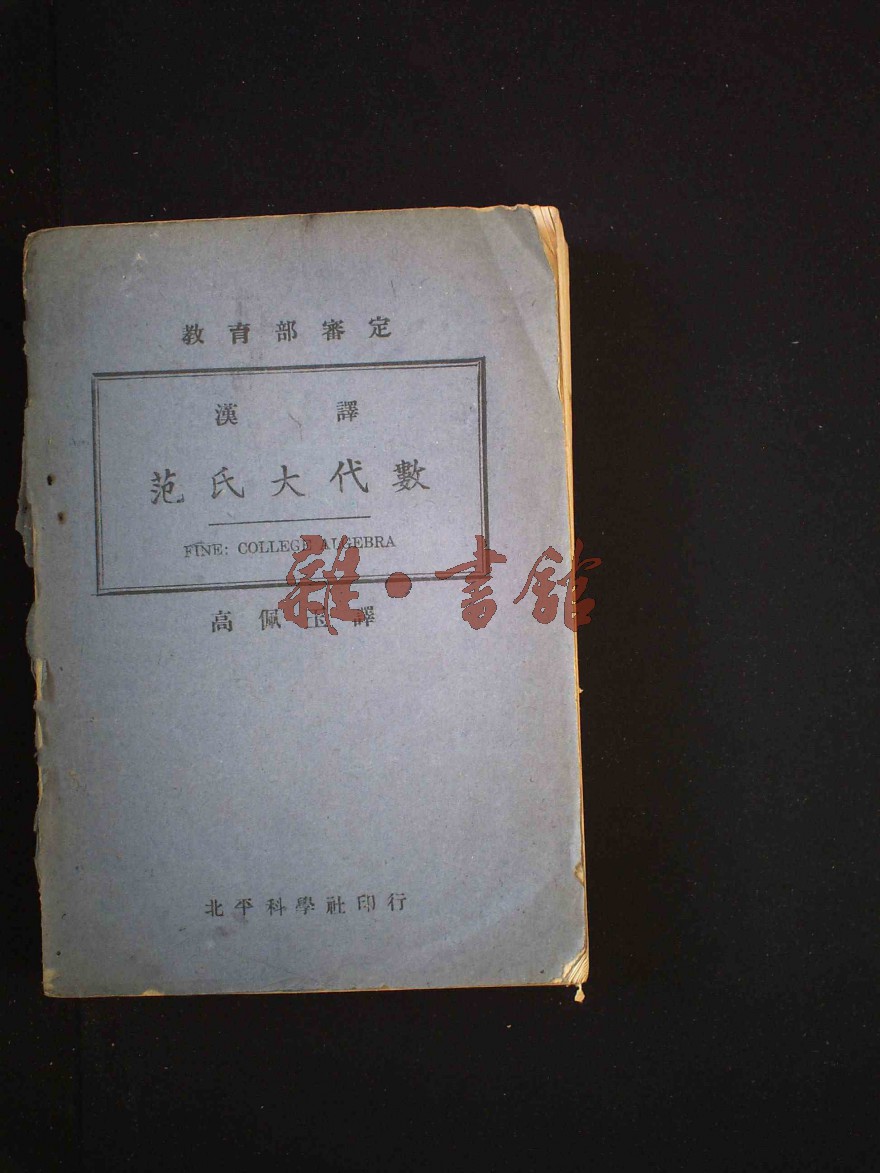 教育部審定
漢譯
范氏大代數
FINE: COLLEGE ALGEBRA
雜·書館
高佩玉譯
北平科學社印行